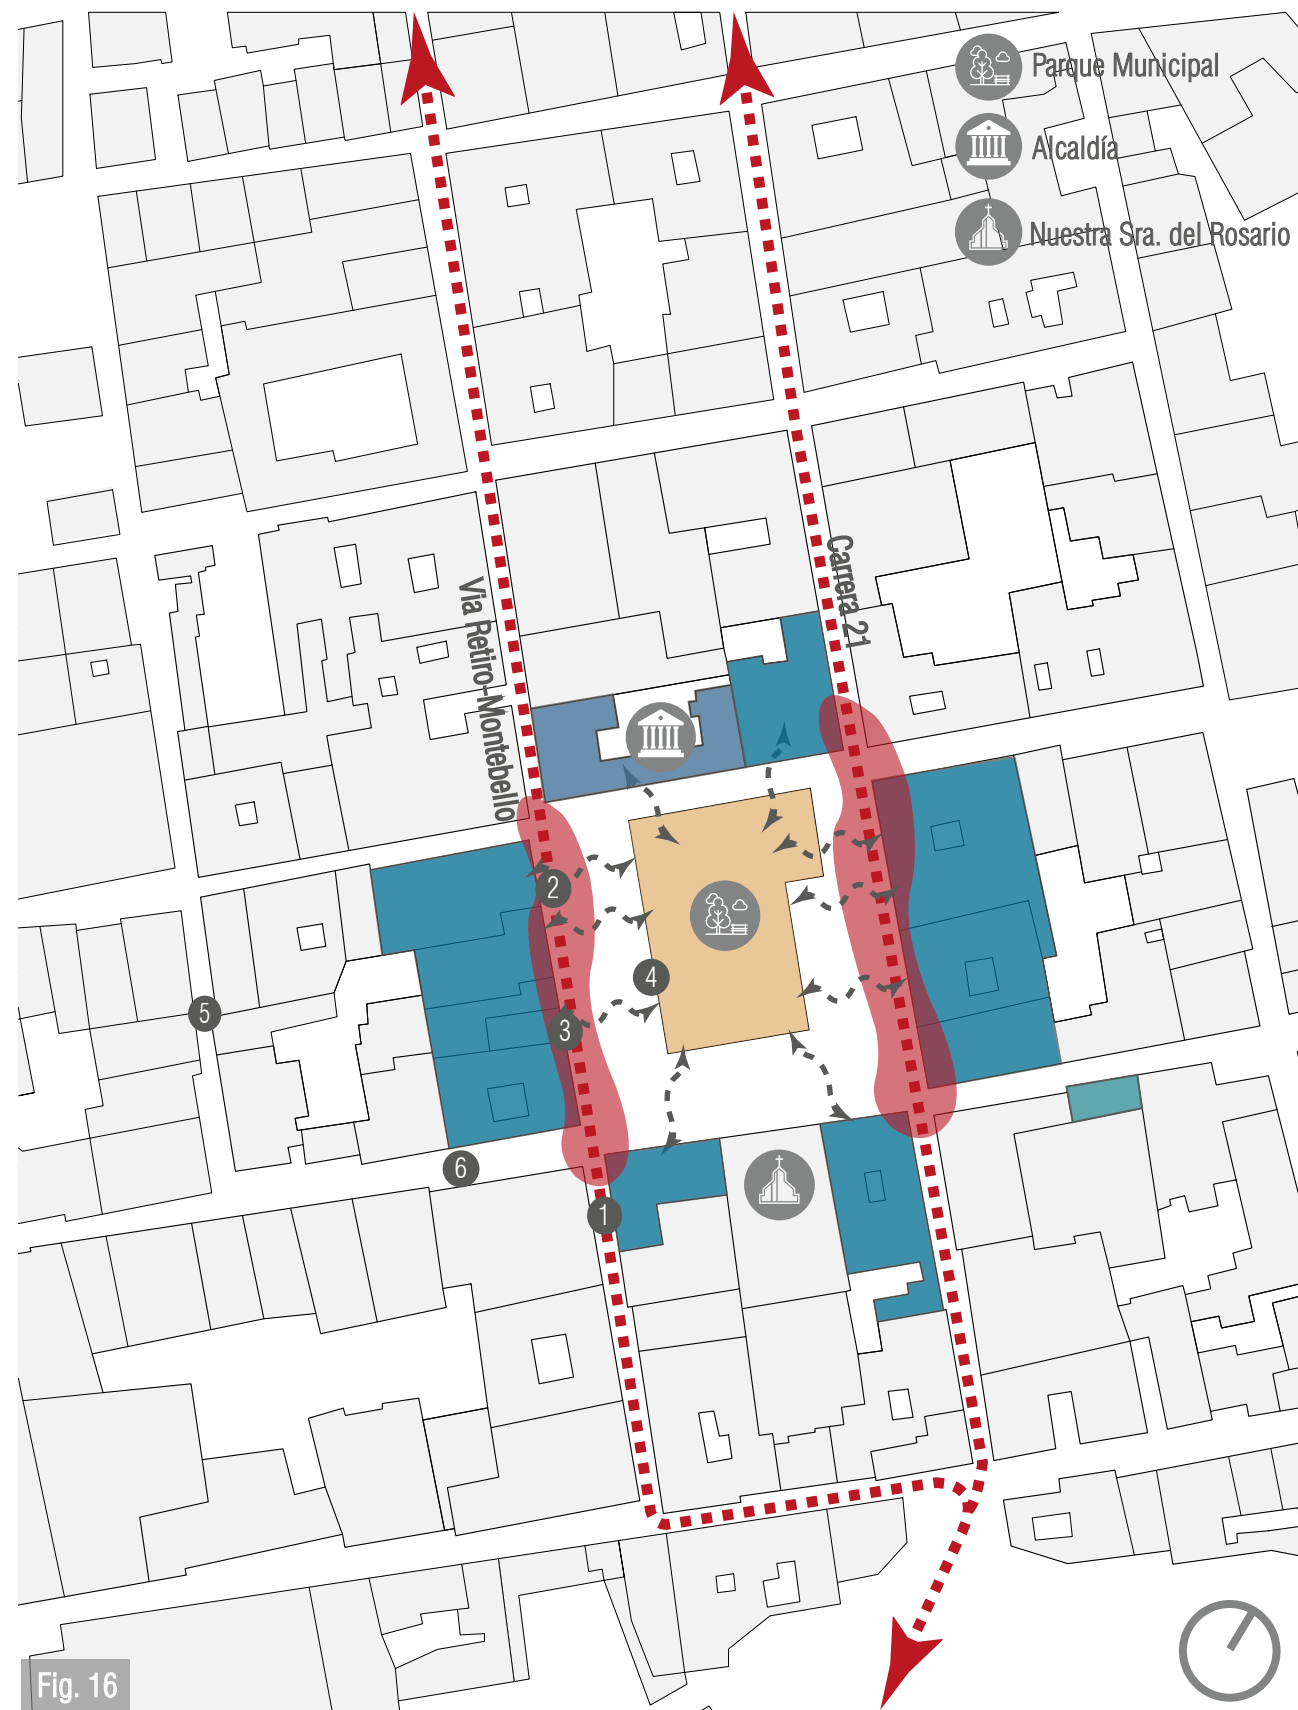 Parque Municipal
Alcaldía
Nuestra Sra. del Rosario
Carrera 21
Via Retiro-Montebello
2
4
5
3
6
1
Fig. 16